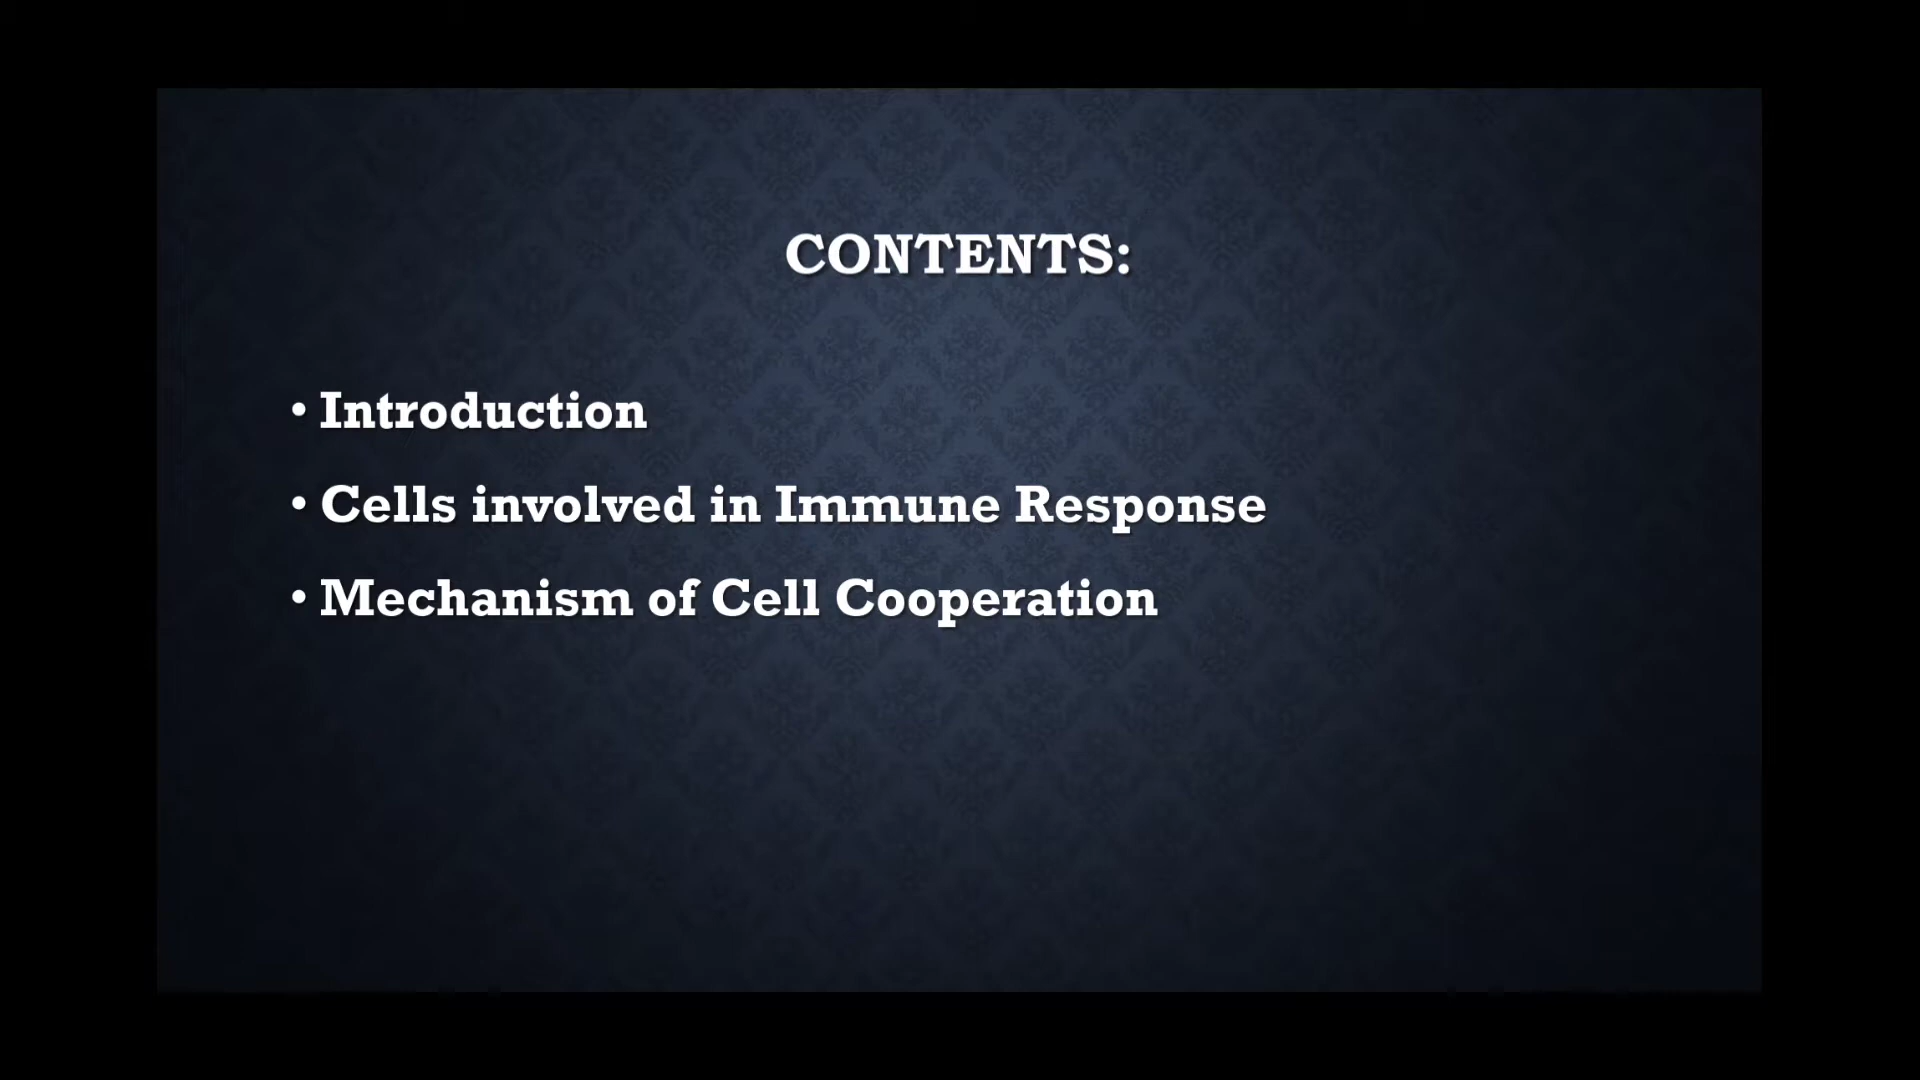 CONTENTS:
• Introduction
• Cells involved in Immune Response
• Mechanism of Cell Cooperation